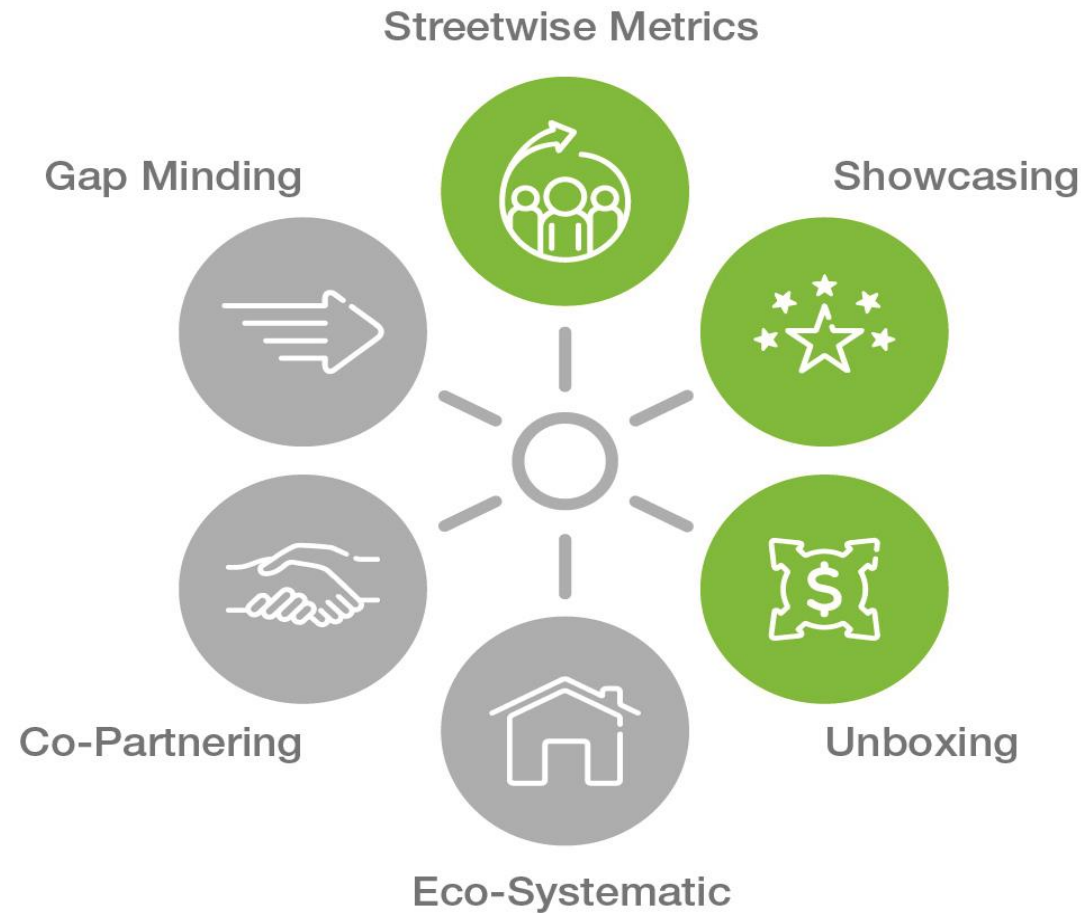 Streetwise Metrics
Gap Minding
Showcasing
$
Co-Partnering
Unboxing
Eco-Systematic